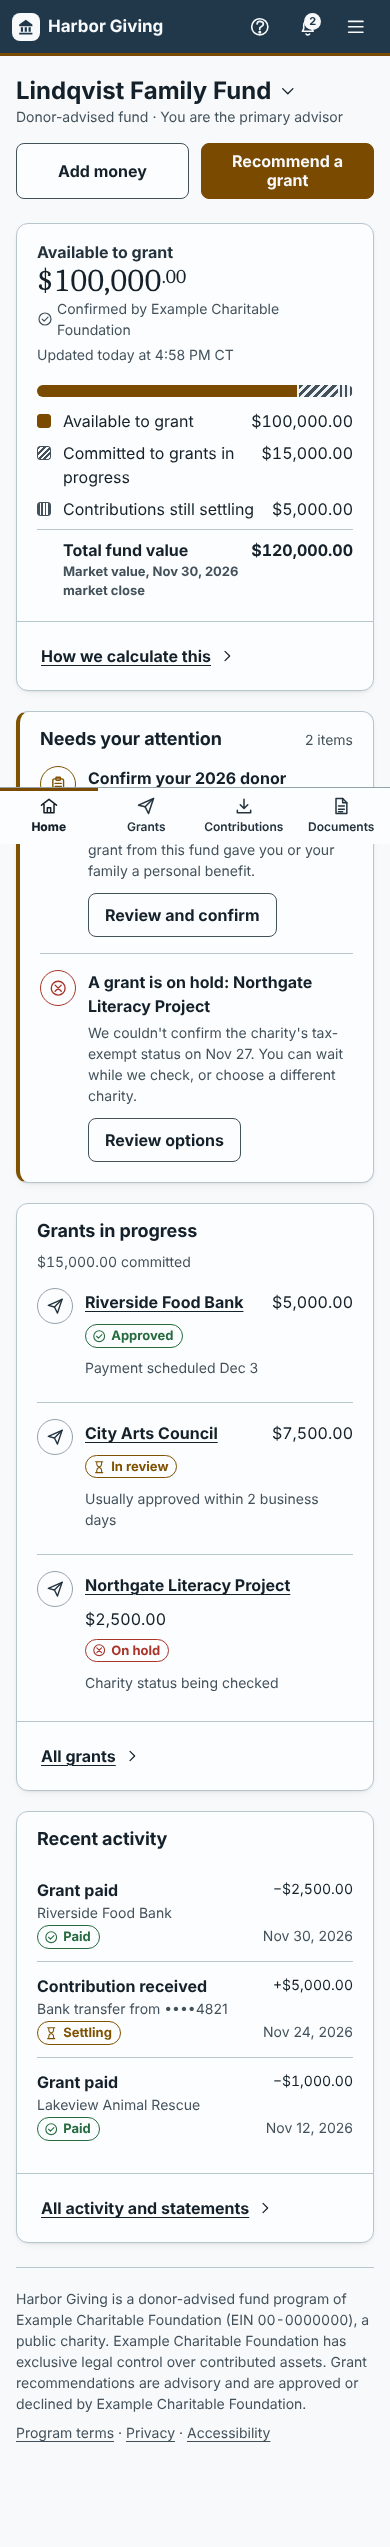 Harbor Giving
2
Lindqvist Family Fund
Donor-advised fund · You are the primary advisor
Add money
Recommend a
grant
Available to grant
$100,000.00
Confirmed by Example Charitable
Foundation
Updated today at 4:58 PM CT
Available to grant $100,000.00
Committed to grants in $15,000.00
progress
Contributions still settling $5,000.00
Total fund value $120,000.00
Market value, Nov 30, 2026
market close
How we calculate this
Needs your attention 2 items
Confirm your 2026 donor
Home Grants Contributions Documents
grant from this fund gave you or your
family a personal benefit.
Review and confirm
A grant is on hold: Northgate
Literacy Project
We couldn't confirm the charity's tax-
exempt status on Nov 27. You can wait
while we check, or choose a different
charity.
Review options
Grants in progress
$15,000.00 committed
Riverside Food Bank $5,000.00
Approved
Payment scheduled Dec 3
City Arts Council $7,500.00
In review
Usually approved within 2 business
days
Northgate Literacy Project
$2,500.00
On hold
Charity status being checked
All grants
Recent activity
Grant paid −$2,500.00
Riverside Food Bank
Paid Nov 30, 2026
Contribution received +$5,000.00
Bank transfer from ••••4821
Settling Nov 24, 2026
Grant paid −$1,000.00
Lakeview Animal Rescue
Paid Nov 12, 2026
All activity and statements
Harbor Giving is a donor-advised fund program of
Example Charitable Foundation (EIN 00-0000000), a
public charity. Example Charitable Foundation has
exclusive legal control over contributed assets. Grant
recommendations are advisory and are approved or
declined by Example Charitable Foundation.
Program terms · Privacy · Accessibility